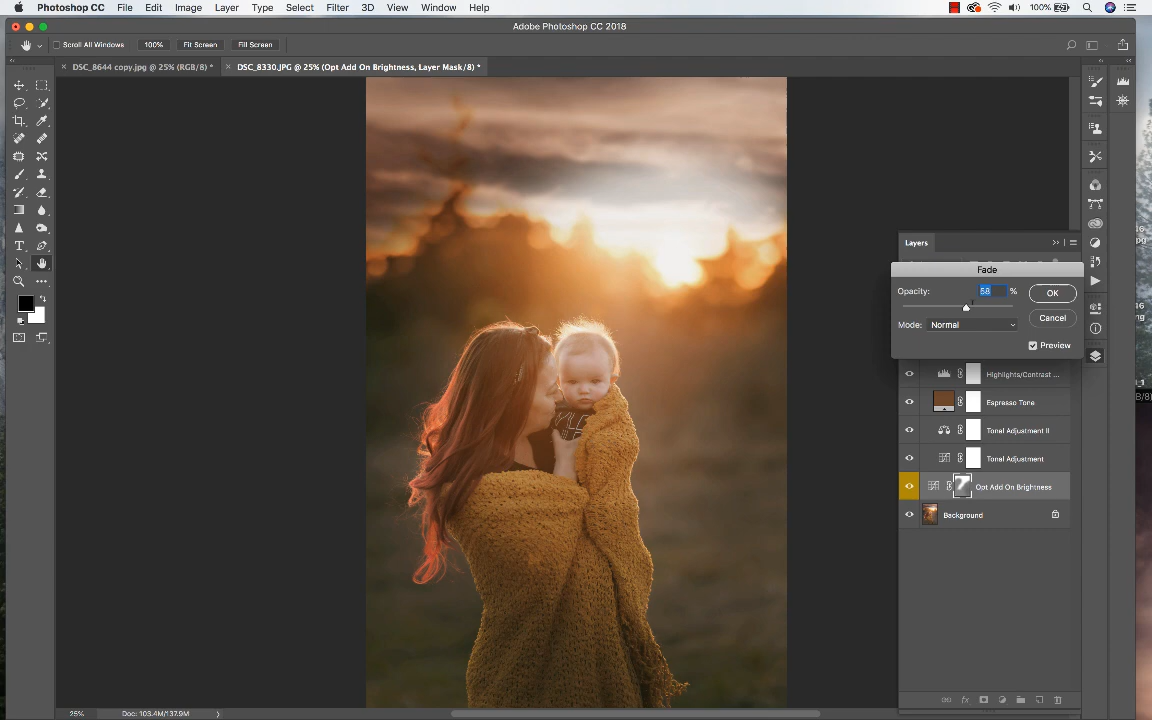 Photoshop CC File Edit Image Layer Type Select Filter 3D View Window Help 100%
Adobe Photoshop CC 2018
Scroll All Windows 100% Fit Screen Fill Screen
DSC_8644 copy.jpg @ 25% (RGB/8) * DSC_8330.JPG @ 25% (Opt Add On Brightness, Layer Mask/8) *
Layers
Fade
Opacity: 58 %
OK
Cancel
Mode: Normal
Preview
Highlights/Contrast ...
Espresso Tone
Tonal Adjustment II
Tonal Adjustment
Opt Add On Brightness
Background
25% Doc: 103.4M/137.9M